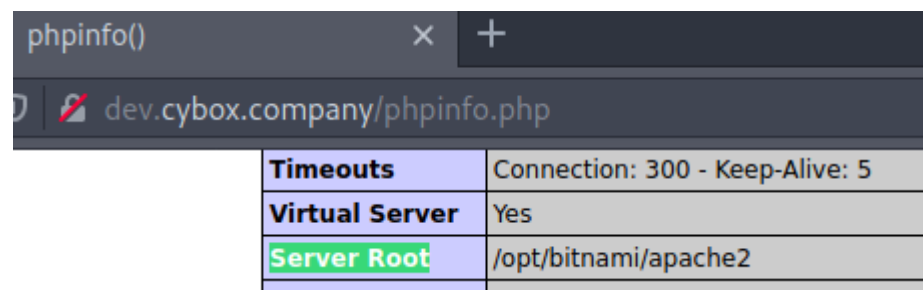 phpinfo()
dev.cybox.company/phpinfo.php
Timeouts Connection: 300 - Keep-Alive: 5
Virtual Server Yes
Server Root /opt/bitnami/apache2